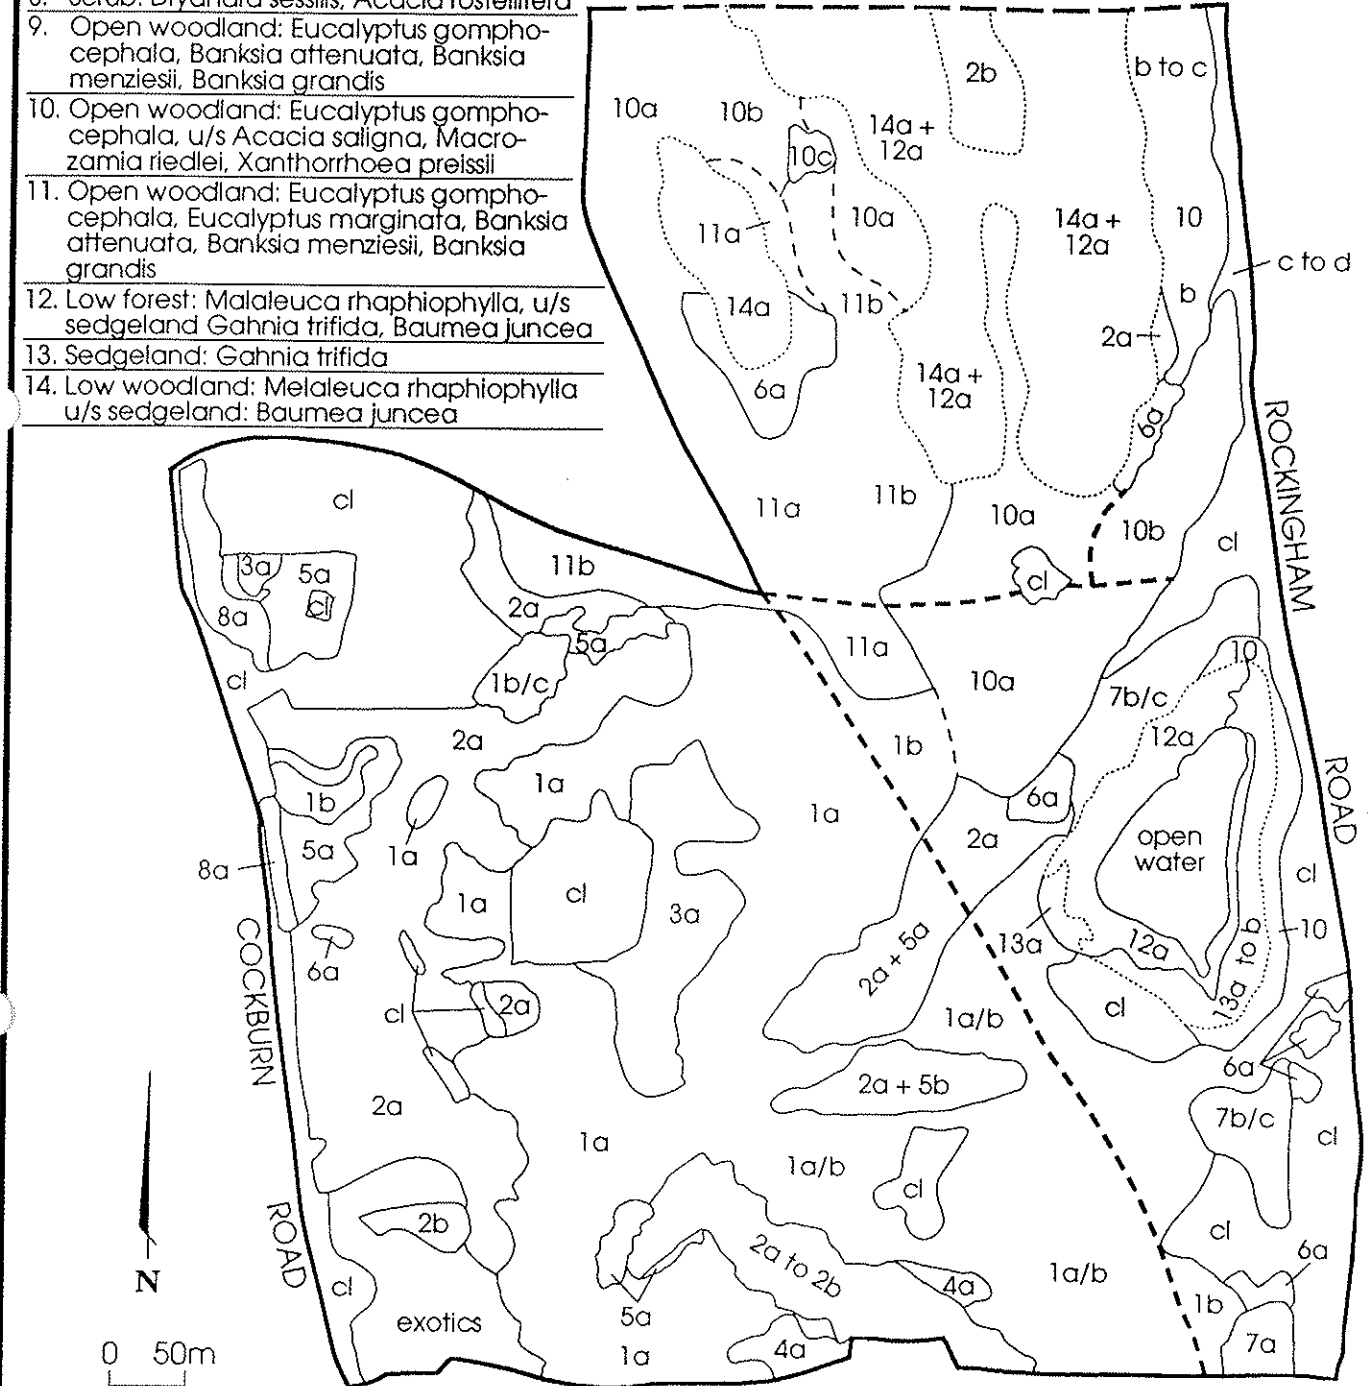 8. Scrub: Dryandra sessilis, Acacia rostellifera
9. Open woodland: Eucalyptus gompho-
cephala, Banksia attenuata, Banksia
menziesii, Banksia grandis
10. Open woodland: Eucalyptus gompho-
cephala, u/s Acacia saligna, Macro-
zamia riedlei, Xanthorrhoea preissii
11. Open woodland: Eucalyptus gompho-
cephala, Eucalyptus marginata, Banksia
attenuata, Banksia menziesii, Banksia
grandis
12. Low forest: Malaleuca rhaphiophylla, u/s
sedgeland Gahnia trifida, Baumea juncea
13. Sedgeland: Gahnia trifida
14. Low woodland: Melaleuca rhaphiophylla
u/s sedgeland: Baumea juncea
2b
b to c
10a
10b
14a +
12a
10c
11a
10a
14a +
12a
10
c to d
b
14a
11b
2a
6a
14a +
12a
6a
ROCKINGHAM
cl
11a
11b
10a
10b
cl
cl
11b
3a
5a
cl
8a
2a
5a
11a
10
cl
1b/c
10a
7b/c
2a
12a
1b
1a
6a
ROAD
1b
1a
2a
open
water
5a
1a
8a
cl
cl
1a
3a
COCKBURN
6a
2a + 5a
13a
12a
13a to b
10
cl
2a
1a/b
cl
6a
2a + 5b
2a
7b/c
cl
1a
1a/b
cl
ROAD
2b
cl
2a to 2b
6a
N
cl
4a
1a/b
1b
exotics
5a
7a
0 50m
1a
4a